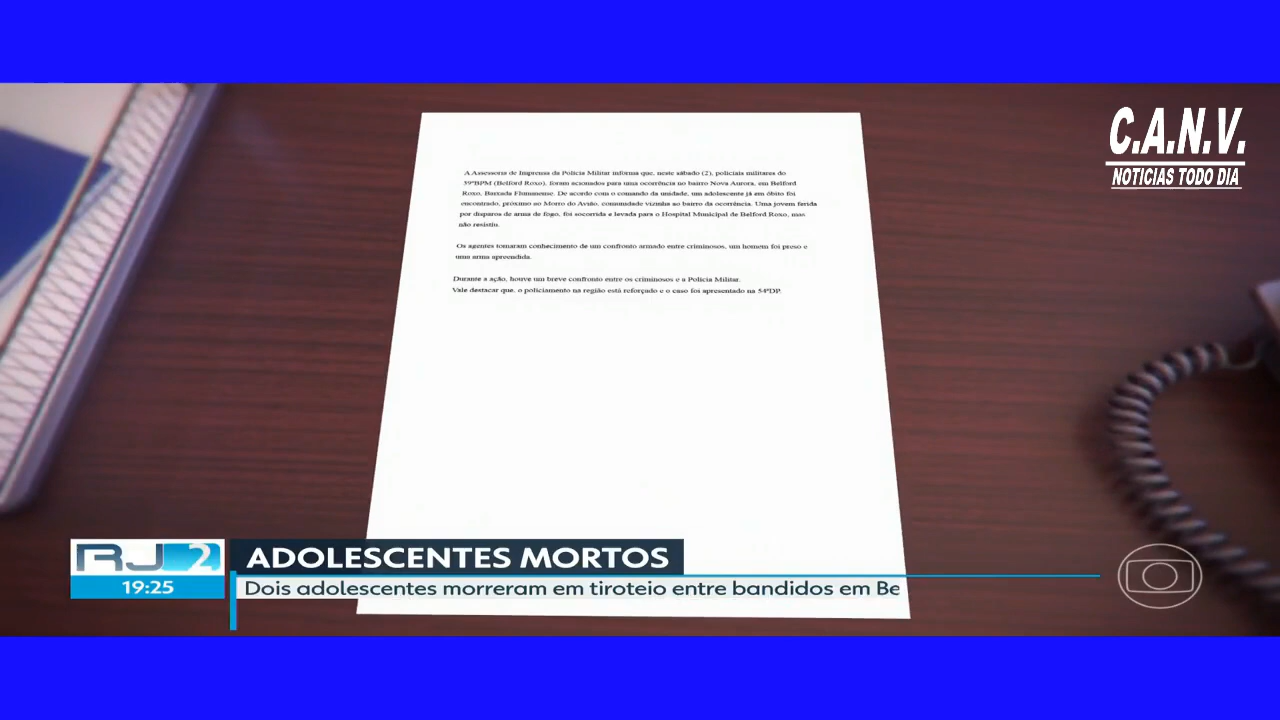 C.A.N.V.
NOTICIAS TODO DIA
A Assessoria de Imprensa da Polícia Militar informa que, neste sábado (2), policiais militares do
39ºBPM (Belford Roxo), foram acionados para uma ocorrência no bairro Nova Aurora, em Belford
Roxo, Baixada Fluminense. De acordo com o comando da unidade, um adolescente já em óbito foi
encontrado, próximo ao Morro do Avião, comunidade vizinha ao bairro da ocorrência. Uma jovem ferida
por disparos de arma de fogo, foi socorrida e levada para o Hospital Municipal de Belford Roxo, mas
não resistiu.
Os agentes tomaram conhecimento de um confronto armado entre criminosos, um homem foi preso e
uma arma apreendida.
Durante a ação, houve um breve confronto entre os criminosos e a Polícia Militar.
Vale destacar que, o policiamento na região está reforçado e o caso foi apresentado na 54ªDP.
RJ2
ADOLESCENTES MORTOS
19:25
Dois adolescentes morreram em tiroteio entre bandidos em Be